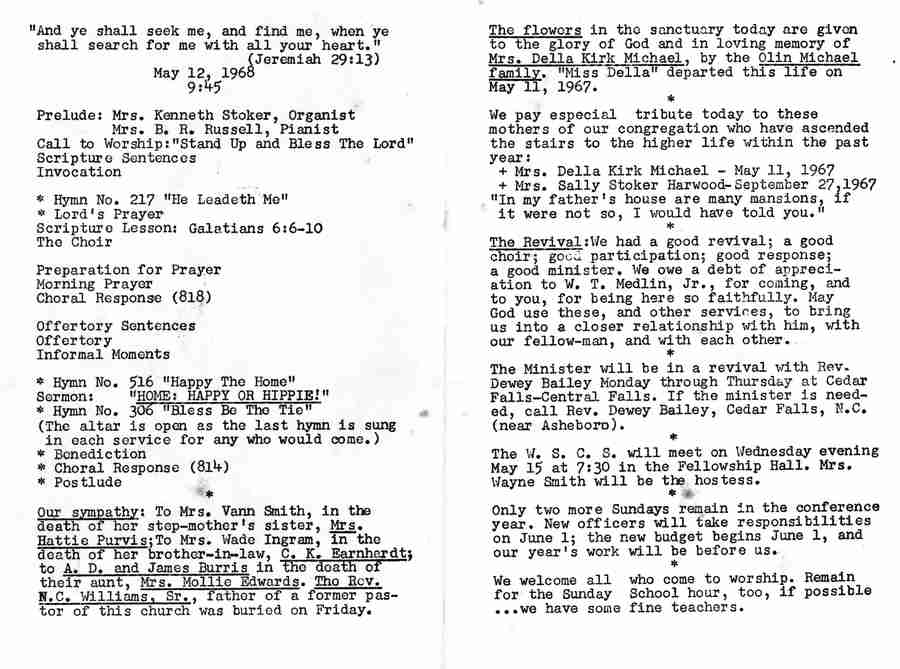 "And ye shall seek me, and find me, when ye
shall search for me with all your heart."
(Jeremiah 29:13)
May 12, 1968
9:45
Prelude: Mrs. Kenneth Stoker, Organist
Mrs. B. R. Russell, Pianist
Call to Worship:"Stand Up and Bless The Lord"
Scripture Sentences
Invocation
* Hymn No. 217 "He Leadeth Me"
* Lord's Prayer
Scripture Lesson: Galatians 6:6-10
The Choir
Preparation for Prayer
Morning Prayer
Choral Response (818)
Offertory Sentences
Offertory
Informal Moments
* Hymn No. 516 "Happy The Home"
Sermon: "HOME: HAPPY OR HIPPIE!"
* Hymn No. 306 "Bless Be The Tie"
(The altar is open as the last hymn is sung
in each service for any who would come.)
* Benediction
* Choral Response (814)
* Postlude
*
Our sympathy: To Mrs. Vann Smith, in the
death of her step-mother's sister, Mrs.
Hattie Purvis;To Mrs. Wade Ingram, in the
death of her brother-in-law, C. K. Earnhardt;
to A. D. and James Burris in the death of
their aunt, Mrs. Mollie Edwards. The Rev.
N.C. Williams, Sr., father of a former pas-
tor of this church was buried on Friday.
The flowers in the sanctuary today are given
to the glory of God and in loving memory of
Mrs. Della Kirk Michael, by the Olin Michael
family. "Miss Della" departed this life on
May 11, 1967.
*
We pay especial tribute today to these
mothers of our congregation who have ascended
the stairs to the higher life within the past
year:
+ Mrs. Della Kirk Michael - May 11, 1967
+ Mrs. Sally Stoker Harwood-September 27,1967
"In my father's house are many mansions, if
it were not so, I would have told you."
*
The Revival:We had a good revival; a good
choir; good participation; good response;
a good minister. We owe a debt of appreci-
ation to W. T. Medlin, Jr., for coming, and
to you, for being here so faithfully. May
God use these, and other services, to bring
us into a closer relationship with him, with
our fellow-man, and with each other.
*
The Minister will be in a revival with Rev.
Dewey Bailey Monday through Thursday at Cedar
Falls-Central Falls. If the minister is need-
ed, call Rev. Dewey Bailey, Cedar Falls, N.C.
(near Asheboro).
*
The W. S. C. S. will meet on Wednesday evening
May 15 at 7:30 in the Fellowship Hall. Mrs.
Wayne Smith will be the hostess.
*
Only two more Sundays remain in the conference
year. New officers will take responsibilities
on June 1; the new budget begins June 1, and
our year's work will be before us.
*
We welcome all who come to worship. Remain
for the Sunday School hour, too, if possible
...we have some fine teachers.